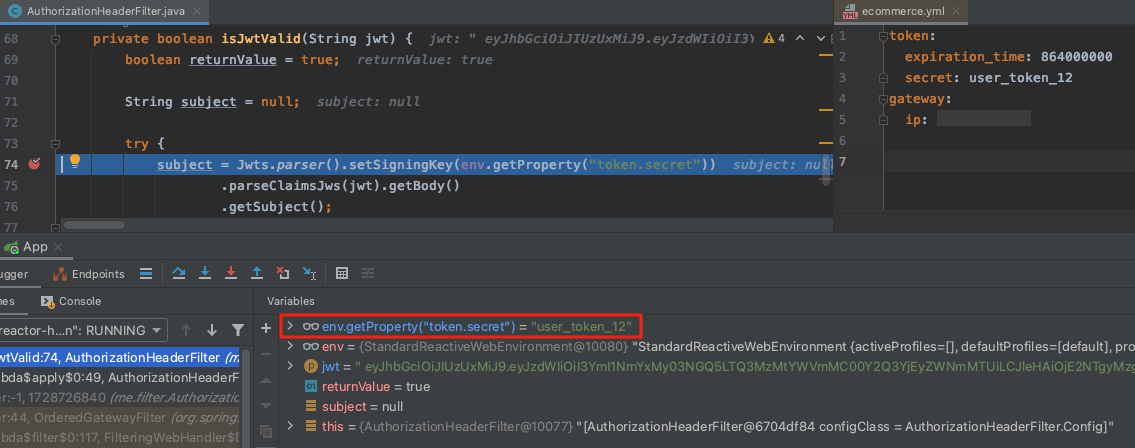 AuthorizationHeaderFilter.java
68 private boolean isJwtValid(String jwt) { jwt: " eyJhbGciOiJIUzUxMiJ9.eyJzdWIiOiI3Y 4
69 boolean returnValue = true; returnValue: true
70
71 String subject = null; subject: null
72
73 try {
74 subject = Jwts.parser().setSigningKey(env.getProperty("token.secret")) subject: null
75 .parseClaimsJws(jwt).getBody()
76 .getSubject();
77
ecommerce.yml
1 token:
2 expiration_time: 864000000
3 secret: user_token_12
4 gateway:
5 ip:
6
7
App
ugger Endpoints
nes Console
Variables
reactor-h...n": RUNNING
env.getProperty("token.secret") = "user_token_12"
wtValid:74, AuthorizationHeaderFilter (m
env = {StandardReactiveWebEnvironment@10080} "StandardReactiveWebEnvironment {activeProfiles=[], defaultProfiles=[default], pro
bda$apply$0:49, AuthorizationHeaderF
jwt = " eyJhbGciOiJIUzUxMiJ9.eyJzdWIiOiI3YmI1NmYxMy03NGQ5LTQ3MzMtYWVmMC00Y2Q3YjEyZWNmMTUiLCJleHAiOjE2NTgyMzg
er:-1, 1728726840 (me.filter.Authorization
returnValue = true
er:44, OrderedGatewayFilter (org.spring
subject = null
bda$filter$0:117, FilteringWebHandler$D
this = {AuthorizationHeaderFilter@10077} "[AuthorizationHeaderFilter@6704df84 configClass = AuthorizationHeaderFilter.Config]"